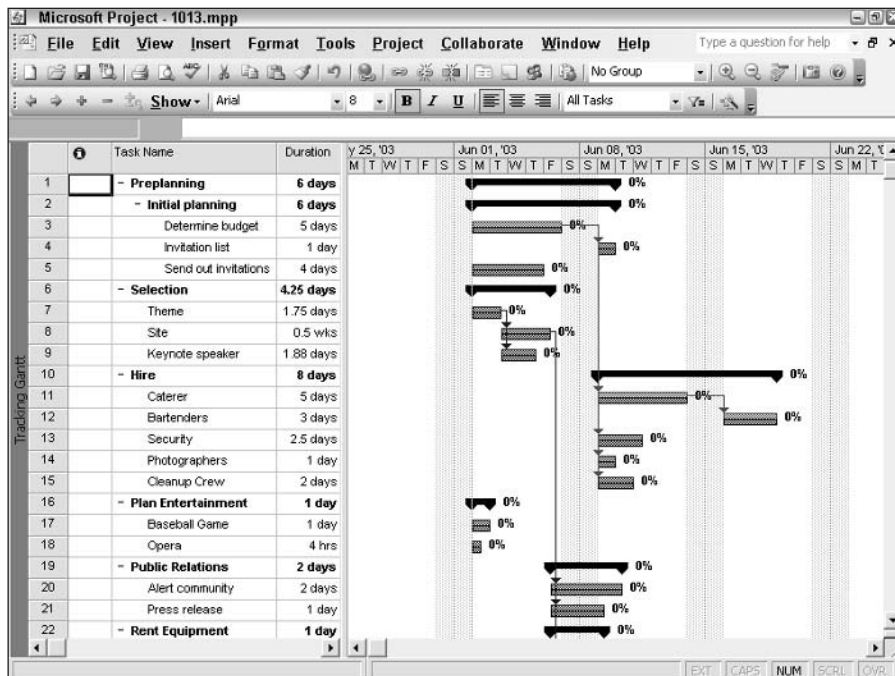 Microsoft Project - 1013.mpp
File Edit View Insert Format Tools Project Collaborate Window Help Type a question for help
No Group
Show Arial 8 B I U All Tasks
Task Name Duration y 25, '03 Jun 01, '03 Jun 08, '03 Jun 15, '03 Jun 22, '0
M T W T F S S M T W T F S S M T W T F S S M T W T F S S M T
1 - Preplanning 6 days 0%
2 - Initial planning 6 days 0%
3 Determine budget 5 days 0%
4 Invitation list 1 day 0%
5 Send out invitations 4 days 0%
6 - Selection 4.25 days 0%
7 Theme 1.75 days 0%
8 Site 0.5 wks 0%
9 Keynote speaker 1.88 days 0%
10 - Hire 8 days 0%
11 Caterer 5 days 0%
12 Bartenders 3 days 0%
13 Security 2.5 days 0%
14 Photographers 1 day 0%
15 Cleanup Crew 2 days 0%
16 - Plan Entertainment 1 day 0%
17 Baseball Game 1 day 0%
18 Opera 4 hrs 0%
19 - Public Relations 2 days 0%
20 Alert community 2 days 0%
21 Press release 1 day 0%
22 - Rent Equipment 1 day 0%
Tracking Gantt
EXT CAPS NUM SCRL OVR